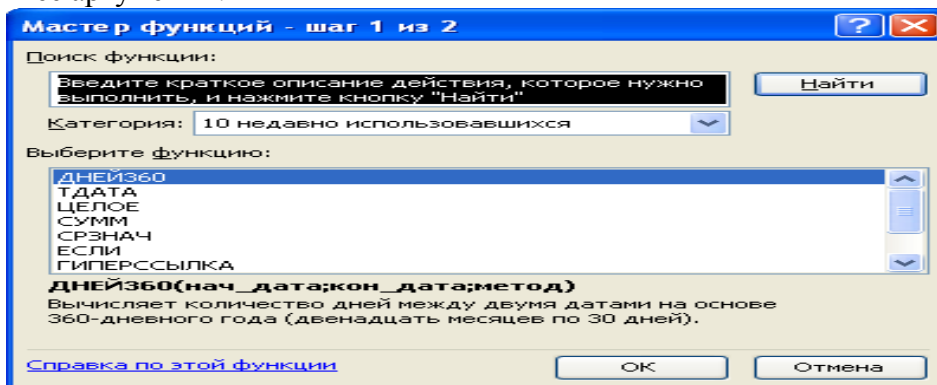 Мастер функций - шаг 1 из 2
Поиск функции:
Введите краткое описание действия, которое нужно
выполнить, и нажмите кнопку "Найти"
Найти
Категория: 10 недавно использовавшихся
Выберите функцию:
ДНЕЙ360
ТДАТА
ЦЕЛОЕ
СУММ
СРЗНАЧ
ЕСЛИ
ГИПЕРССЫЛКА
ДНЕЙ360(нач_дата;кон_дата;метод)
Вычисляет количество дней между двумя датами на основе
360-дневного года (двенадцать месяцев по 30 дней).
Справка по этой функции
ОК
Отмена